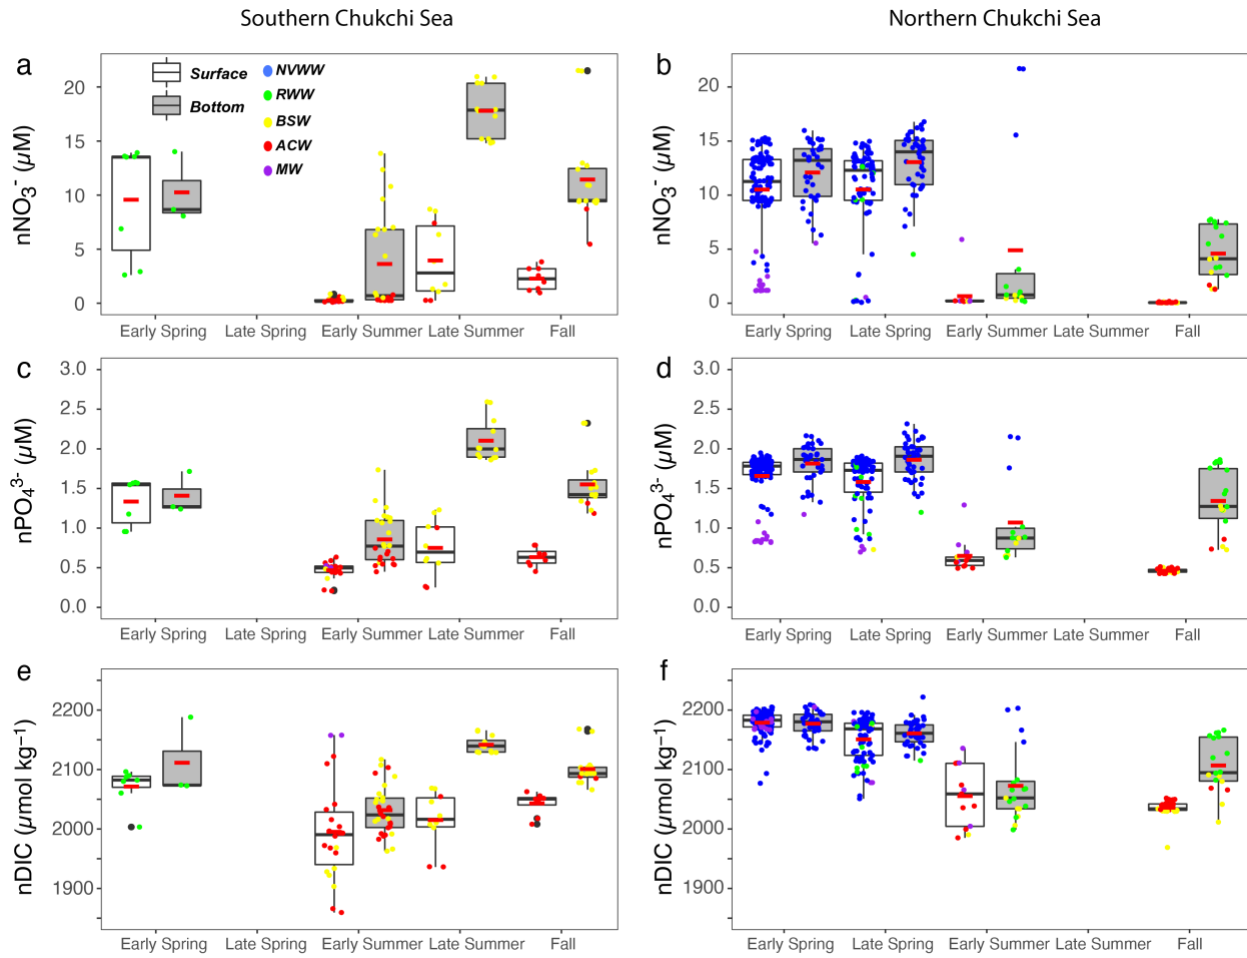 Southern Chukchi Sea
Northern Chukchi Sea
a
Surface
Bottom
NVWW
RWW
BSW
ACW
MW
nNO₃⁻ (µM)
20
15
10
5
0
Early Spring Late Spring Early Summer Late Summer Fall
b
nNO₃⁻ (µM)
20
15
10
5
0
Early Spring Late Spring Early Summer Late Summer Fall
c
nPO₄³⁻ (µM)
3.0
2.5
2.0
1.5
1.0
0.5
0.0
Early Spring Late Spring Early Summer Late Summer Fall
d
nPO₄³⁻ (µM)
3.0
2.5
2.0
1.5
1.0
0.5
0.0
Early Spring Late Spring Early Summer Late Summer Fall
e
nDIC (µmol kg⁻¹)
2200
2100
2000
1900
Early Spring Late Spring Early Summer Late Summer Fall
f
nDIC (µmol kg⁻¹)
2200
2100
2000
1900
Early Spring Late Spring Early Summer Late Summer Fall